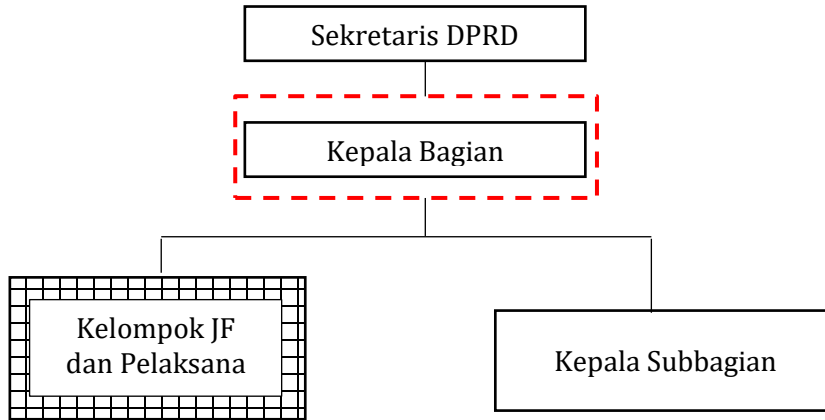 Sekretaris DPRD
Kepala Bagian
Kelompok JF
dan Pelaksana
Kepala Subbagian